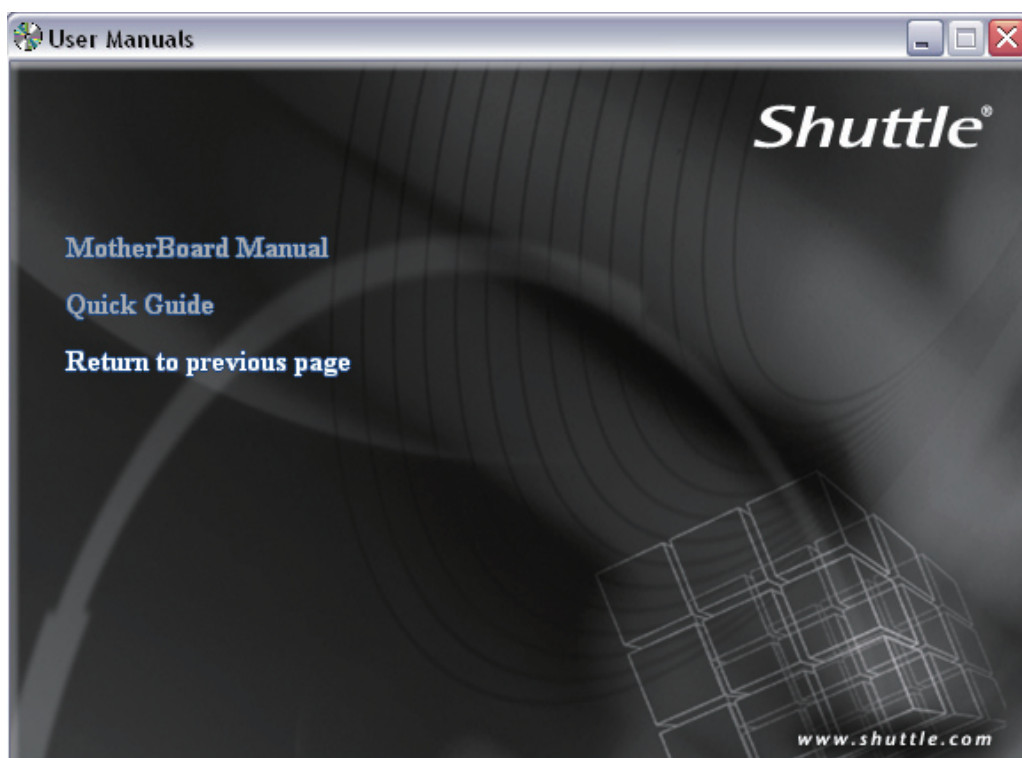 User Manuals
Shuttle®
MotherBoard Manual
Quick Guide
Return to previous page
www.shuttle.com